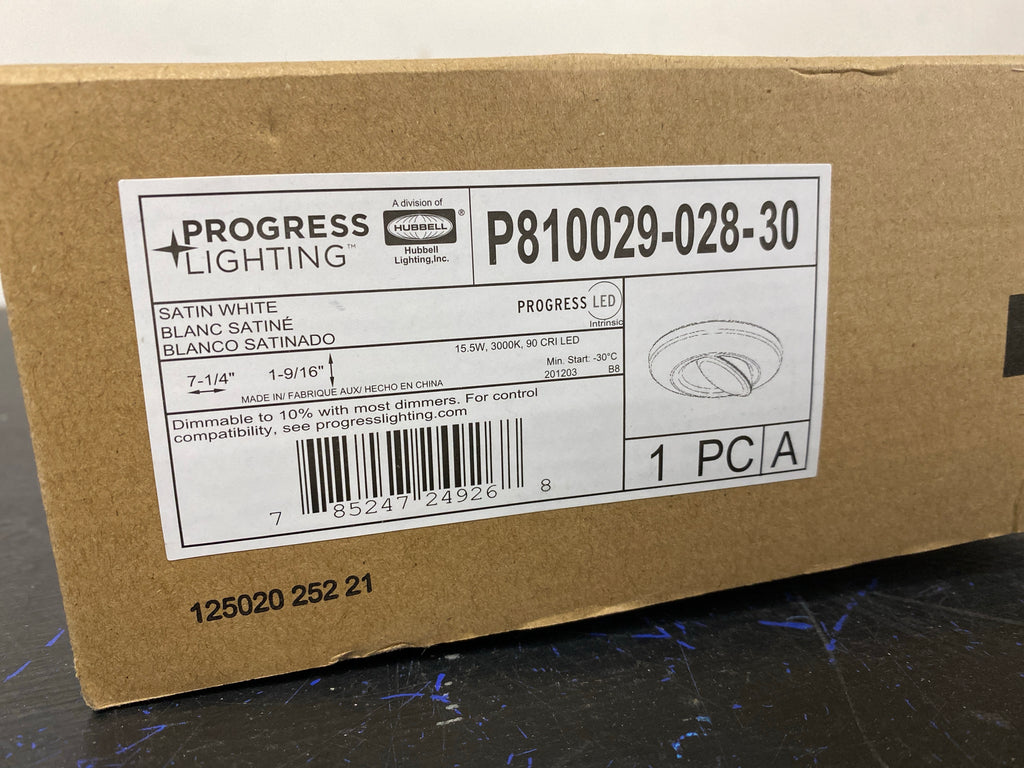 PROGRESS
LIGHTING™
A division of
HUBBELL®
Hubbell
Lighting,Inc.
P810029-028-30
SATIN WHITE
BLANC SATINÉ
BLANCO SATINADO
PROGRESS LED
Intrinsic
7-1/4" 1-9/16"
15.5W, 3000K, 90 CRI LED
Min. Start: -30°C
201203 B8
MADE IN/ FABRIQUE AUX/ HECHO EN CHINA
Dimmable to 10% with most dimmers. For control
compatibility, see progresslighting.com
7 85247 24926 8
1 PC A
125020 252 21